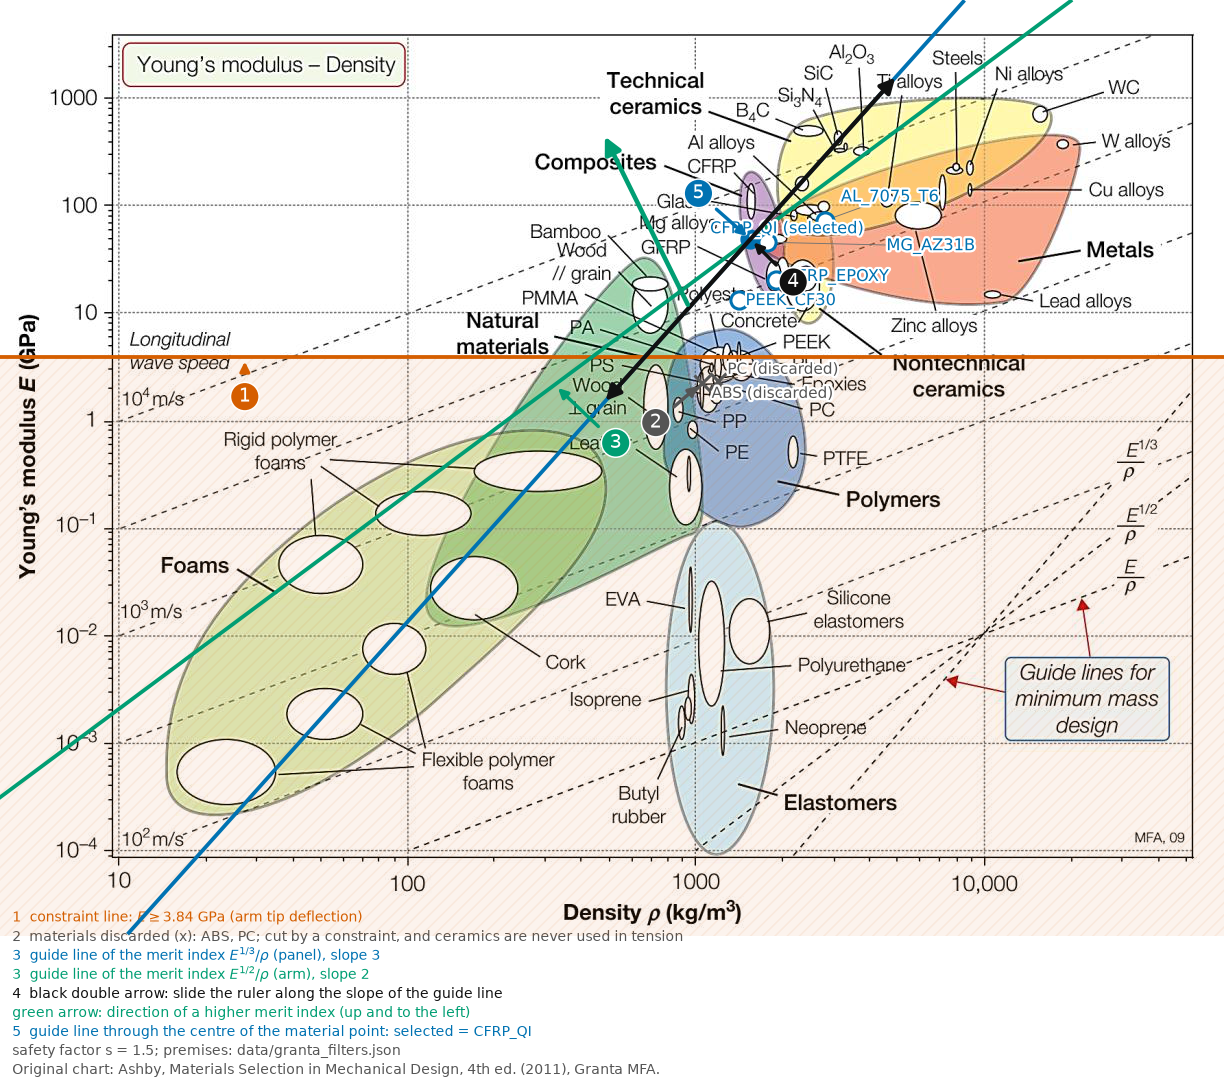 Young's modulus – Density
Technical
ceramics
Al2O3
Steels
SiC
Ti alloys
Ni alloys
WC
Si3N4
B4C
Al alloys
W alloys
Composites
CFRP
5
AL_7075_T6
Cu alloys
Mg alloys
CFRP_QI (selected)
Bamboo
MG_AZ31B
Metals
Wood
// grain
GFRP
4
PEEK_CF30
Lead alloys
PMMA
Polyester
Concrete
Zinc alloys
Natural
materials
PA
PEEK
Longitudinal
wave speed
PS
PC (discarded)
Nontechnical
ceramics
Wood
⊥ grain
ABS (discarded)
Epoxies
1
10^4 m/s
2
PC
PP
3
PE
PTFE
Rigid polymer
foams
Polymers
E^1/3
ρ
E^1/2
ρ
E
ρ
Foams
10^3 m/s
EVA
Silicone
elastomers
Cork
Polyurethane
Guide lines for
minimum mass
design
Isoprene
Neoprene
Flexible polymer
foams
Butyl
rubber
Elastomers
10^2 m/s
MFA, 09
1000
100
10
1
10^−1
10^−2
10^−3
10^−4
Young's modulus E (GPa)
10
100
1000
10,000
Density ρ (kg/m^3)
1 constraint line: E ≥ 3.84 GPa (arm tip deflection)
2 materials discarded (x): ABS, PC; cut by a constraint, and ceramics are never used in tension
3 guide line of the merit index E^1/3/ρ (panel), slope 3
3 guide line of the merit index E^1/2/ρ (arm), slope 2
4 black double arrow: slide the ruler along the slope of the guide line
green arrow: direction of a higher merit index (up and to the left)
5 guide line through the centre of the material point: selected = CFRP_QI
safety factor s = 1.5; premises: data/granta_filters.json
Original chart: Ashby, Materials Selection in Mechanical Design, 4th ed. (2011), Granta MFA.